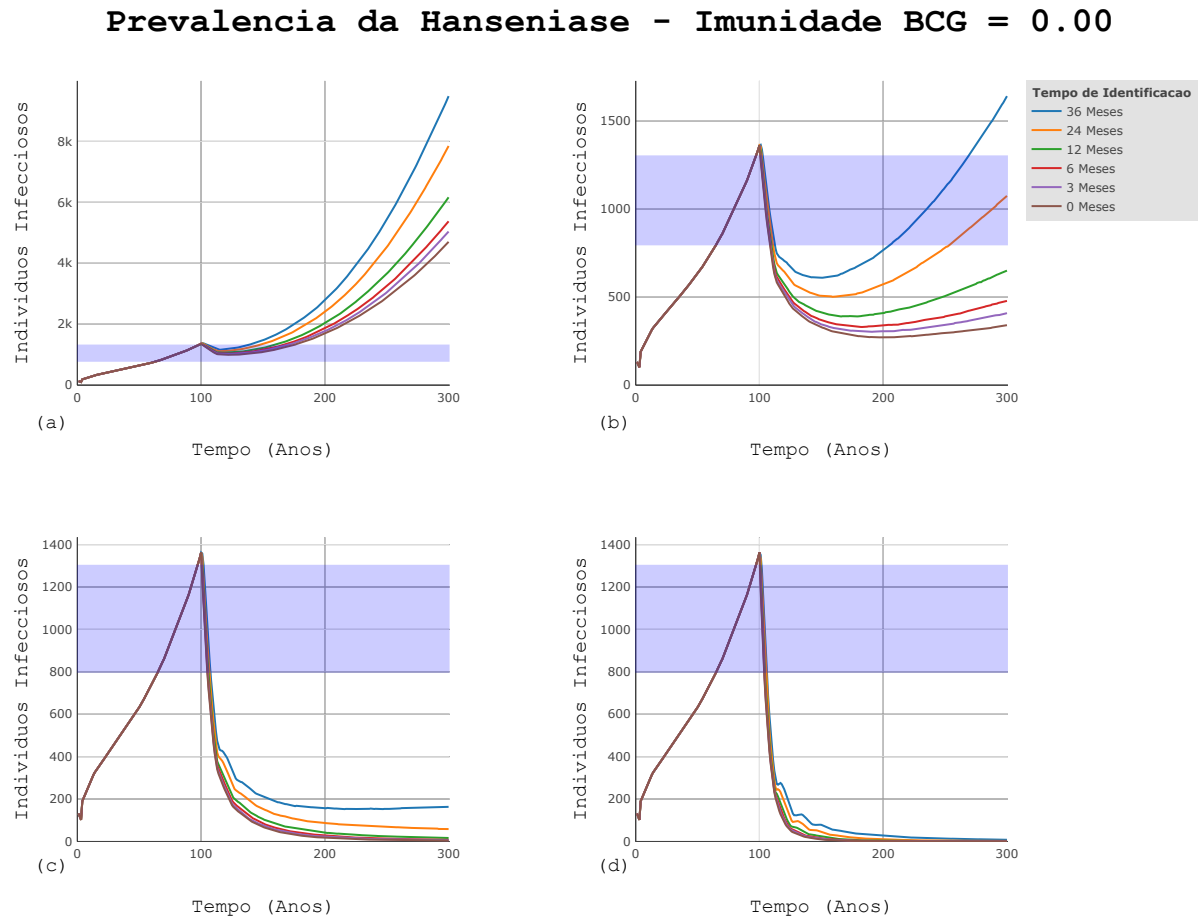 Prevalencia da Hanseniase - Imunidade BCG = 0.00
Individuos Infecciosos
8k
6k
4k
2k
0
0
100
200
300
(a)
Tempo (Anos)
Individuos Infecciosos
1500
1000
500
0
0
100
200
300
(b)
Tempo (Anos)
Tempo de Identificacao
36 Meses
24 Meses
12 Meses
6 Meses
3 Meses
0 Meses
Individuos Infecciosos
1400
1200
1000
800
600
400
200
0
0
100
200
300
(c)
Tempo (Anos)
Individuos Infecciosos
1400
1200
1000
800
600
400
200
0
0
100
200
300
(d)
Tempo (Anos)